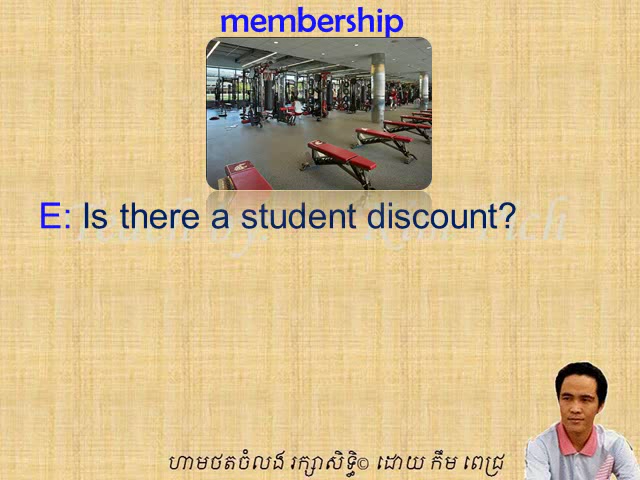 membership
E: Is there a student discount?
ហាមថតចំលង រក្សាសិទ្ធិ© ដោយ កឹម ពេជ្រ